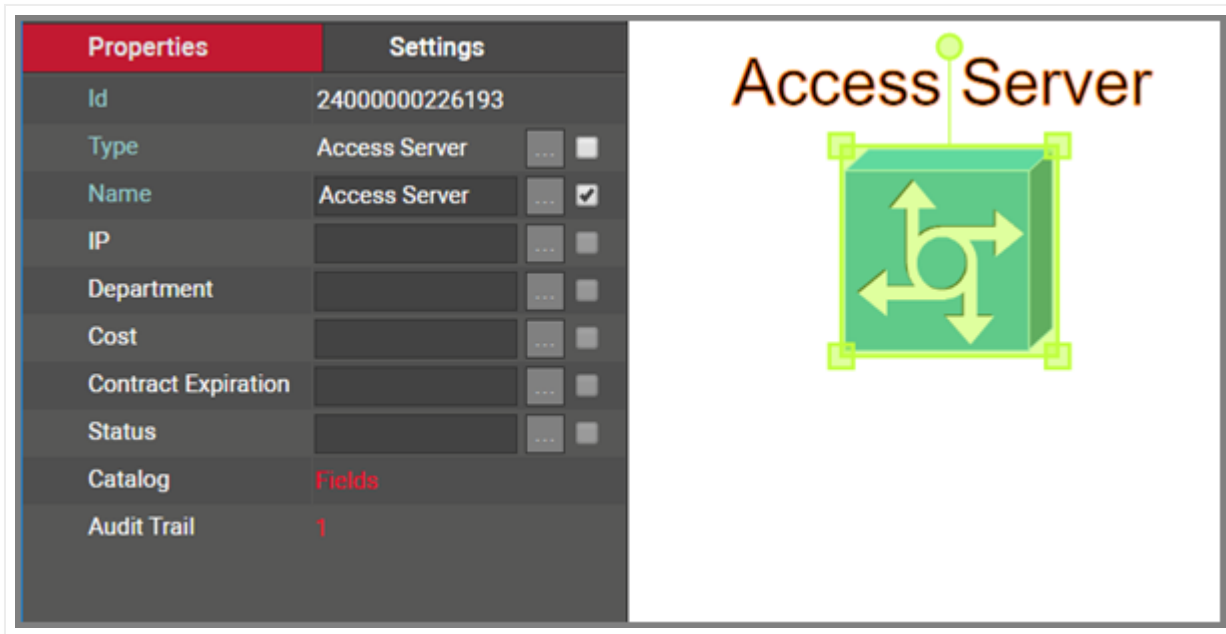 Properties Settings
Id 24000000226193
Type Access Server ...
Name Access Server ...
IP ...
Department ...
Cost ...
Contract Expiration ...
Status ...
Catalog Fields
Audit Trail 1
Access Server